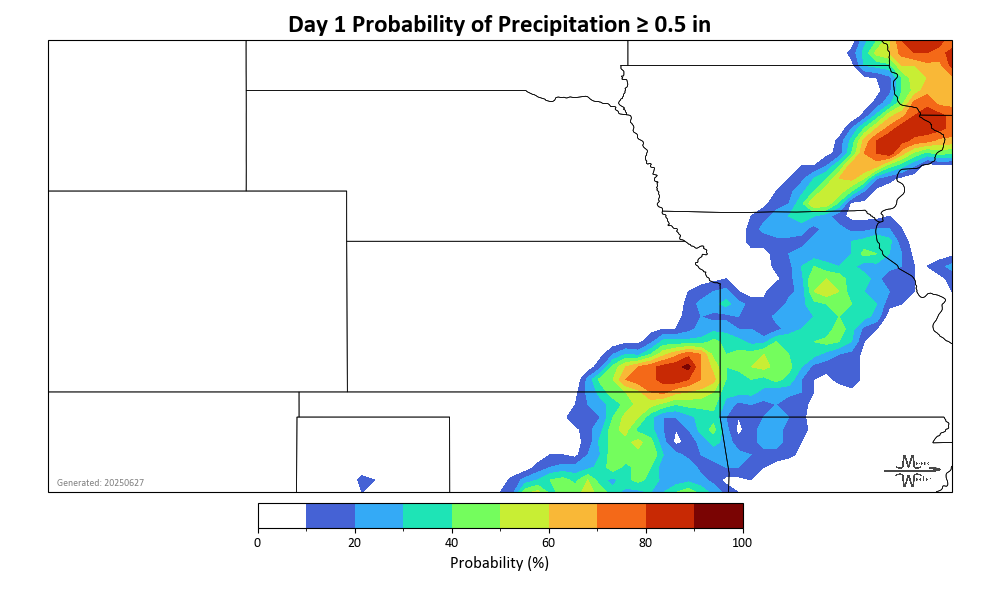 Day 1 Probability of Precipitation ≥ 0.5 in
Generated: 20250627
0 20 40 60 80 100
Probability (%)